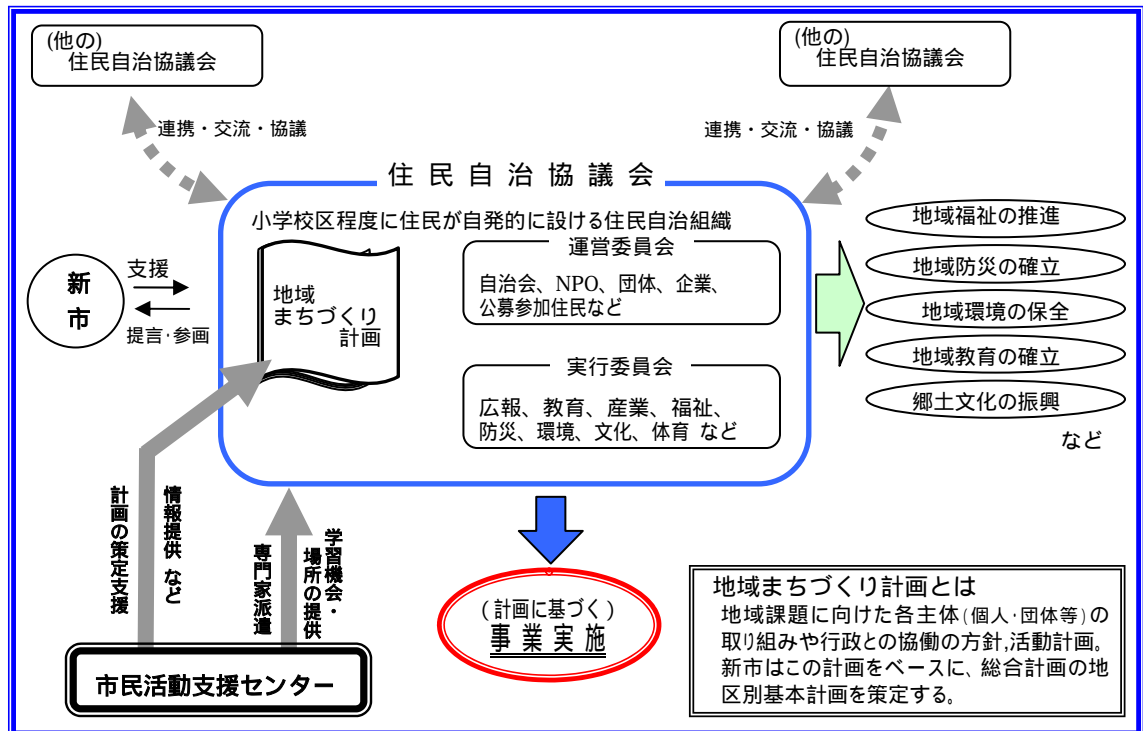 (他の)
住民自治協議会
(他の)
住民自治協議会
連携・交流・協議
連携・交流・協議
住民自治協議会
小学校区程度に住民が自発的に設ける住民自治組織
地域
まちづくり
計画
運営委員会
自治会、NPO、団体、企業、
公募参加住民など
実行委員会
広報、教育、産業、福祉、
防災、環境、文化、体育 など
新
市
支援
提言・参画
地域福祉の推進
地域防災の確立
地域環境の保全
地域教育の確立
郷土文化の振興
など
計画の策定支援
情報提供 など
専門家派遣
学習機会・
場所の提供
市民活動支援センター
(計画に基づく)
事業実施
地域まちづくり計画とは
地域課題に向けた各主体(個人・団体等)の
取り組みや行政との協働の方針,活動計画。
新市はこの計画をベースに、総合計画の地
区別基本計画を策定する。